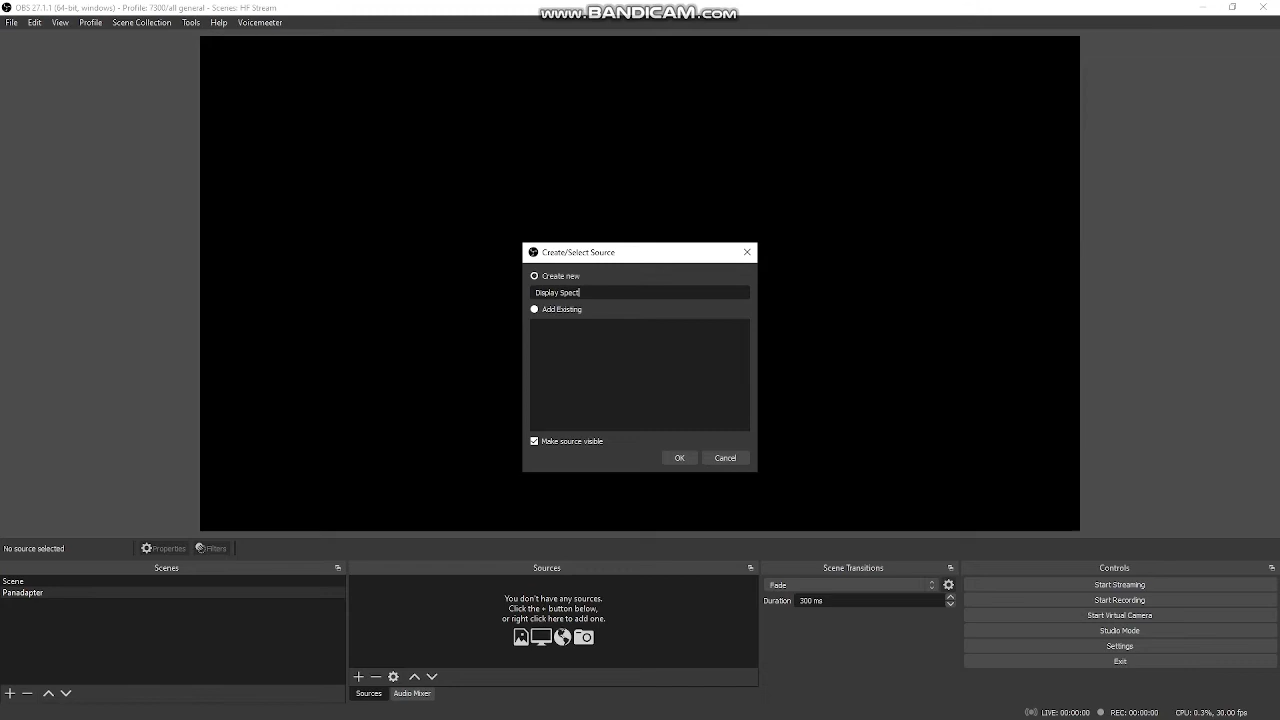 OBS 27.1.1 (64-bit, windows) - Profile: 7300/all general - Scenes: HF Stream
www.BANDICAM.com
File Edit View Profile Scene Collection Tools Help Voicemeeter
Create/Select Source
Create new
Display Spect
Add Existing
Make source visible
OK Cancel
No source selected Properties Filters
Scenes Sources Scene Transitions Controls
Scene
Panadapter
You don't have any sources.
Click the + button below,
or right click here to add one.
Fade
Duration 300 ms
Start Streaming
Start Recording
Start Virtual Camera
Studio Mode
Settings
Exit
Sources Audio Mixer
LIVE: 00:00:00 REC: 00:00:00 CPU: 0.3%, 30.00 fps